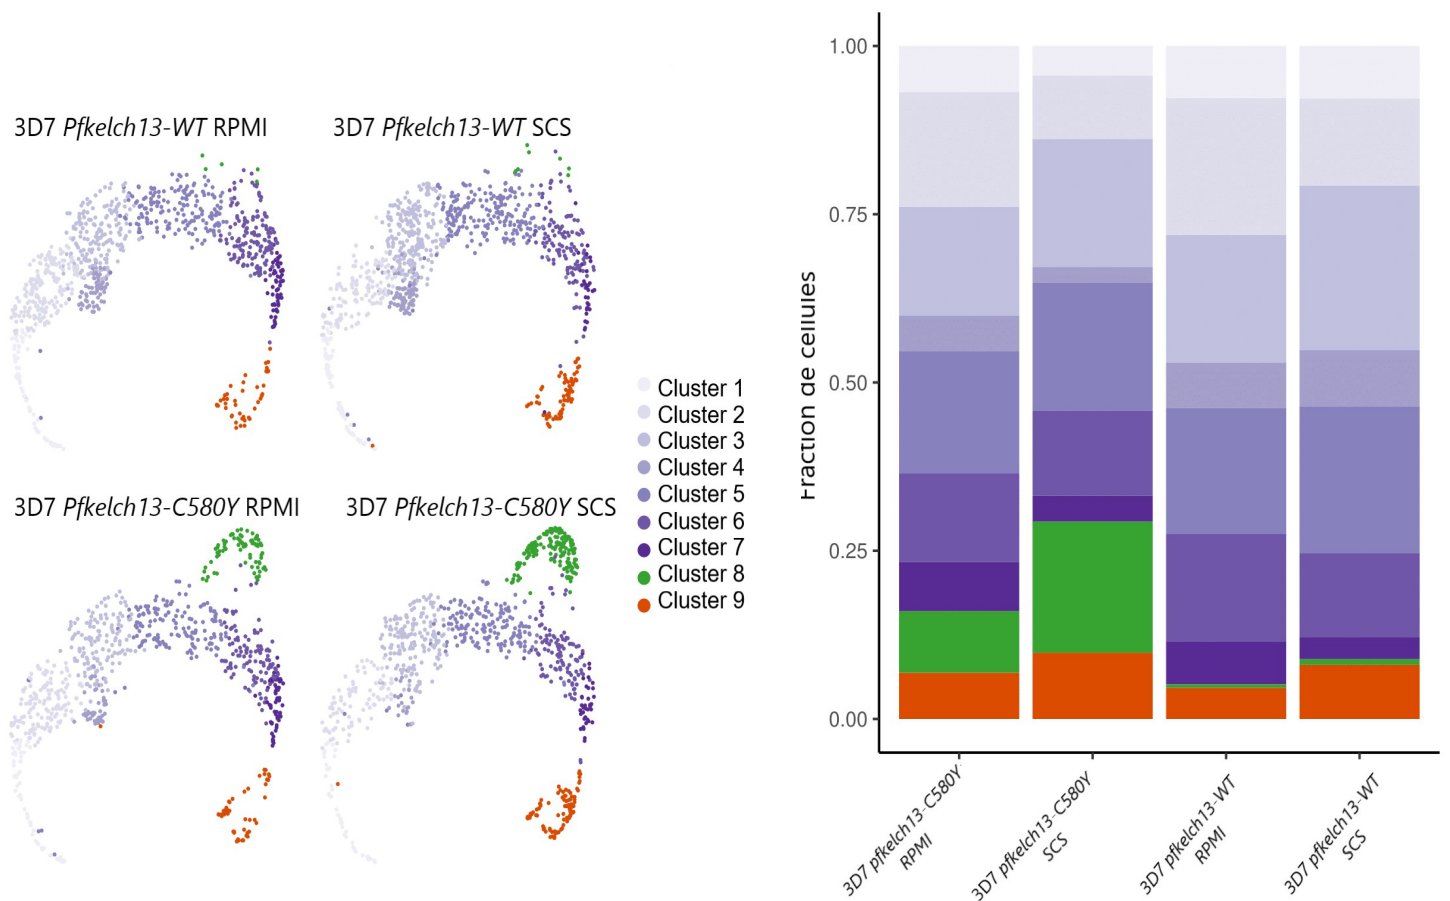 3D7 Pfkelch13-WT RPMI
3D7 Pfkelch13-WT SCS
3D7 Pfkelch13-C580Y RPMI
3D7 Pfkelch13-C580Y SCS
Cluster 1
Cluster 2
Cluster 3
Cluster 4
Cluster 5
Cluster 6
Cluster 7
Cluster 8
Cluster 9
Fraction de cellules
1.00
0.75
0.50
0.25
0.00
3D7 pfkelch13-C580Y
RPMI
3D7 pfkelch13-C580Y
SCS
3D7 pfkelch13-WT
RPMI
3D7 pfkelch13-WT
SCS